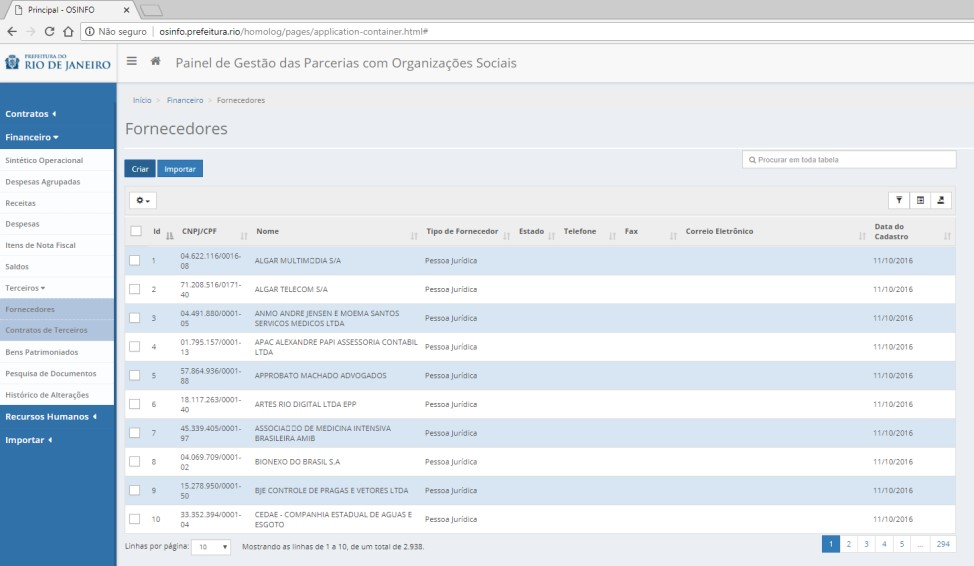 Principal - OSINFO
Não seguro | osinfo.prefeitura.rio/homolog/pages/application-container.html#
PREFEITURA DO
RIO DE JANEIRO
Painel de Gestão das Parcerias com Organizações Sociais
Início > Financeiro > Fornecedores
Fornecedores
Contratos
Financeiro
Sintético Operacional
Despesas Agrupadas
Receitas
Despesas
Itens de Nota Fiscal
Saldos
Terceiros
Fornecedores
Contratos de Terceiros
Bens Patrimoniados
Pesquisa de Documentos
Histórico de Alterações
Recursos Humanos
Importar
Criar Importar
Procurar em toda tabela
Id CNPJ/CPF Nome Tipo de Fornecedor Estado Telefone Fax Correio Eletrônico Data do
Cadastro
1 04.622.116/0016-
08 ALGAR MULTIM□DIA S/A Pessoa Jurídica 11/10/2016
2 71.208.516/0171-
40 ALGAR TELECOM S/A Pessoa Jurídica 11/10/2016
3 04.491.880/0001-
05 ANMO ANDRE JENSEN E MOEMA SANTOS
SERVICOS MEDICOS LTDA Pessoa Jurídica 11/10/2016
4 01.795.157/0001-
13 APAC ALEXANDRE PAPI ASSESSORIA CONTABIL
LTDA Pessoa Jurídica 11/10/2016
5 57.864.936/0001-
88 APPROBATO MACHADO ADVOGADOS Pessoa Jurídica 11/10/2016
6 18.117.263/0001-
40 ARTES RIO DIGITAL LTDA EPP Pessoa Jurídica 11/10/2016
7 45.339.405/0001-
97 ASSOCIA□□O DE MEDICINA INTENSIVA
BRASILEIRA AMIB Pessoa Jurídica 11/10/2016
8 04.069.709/0001-
02 BIONEXO DO BRASIL S.A Pessoa Jurídica 11/10/2016
9 15.278.950/0001-
50 BJE CONTROLE DE PRAGAS E VETORES LTDA Pessoa Jurídica 11/10/2016
10 33.352.394/0001-
04 CEDAE - COMPANHIA ESTADUAL DE AGUAS E
ESGOTO Pessoa Jurídica 11/10/2016
Linhas por página: 10 Mostrando as linhas de 1 a 10, de um total de 2.938.
1 2 3 4 5 ... 294